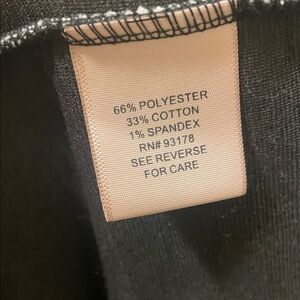 66% POLYESTER
33% COTTON
1% SPANDEX
RN# 93178
SEE REVERSE
FOR CARE